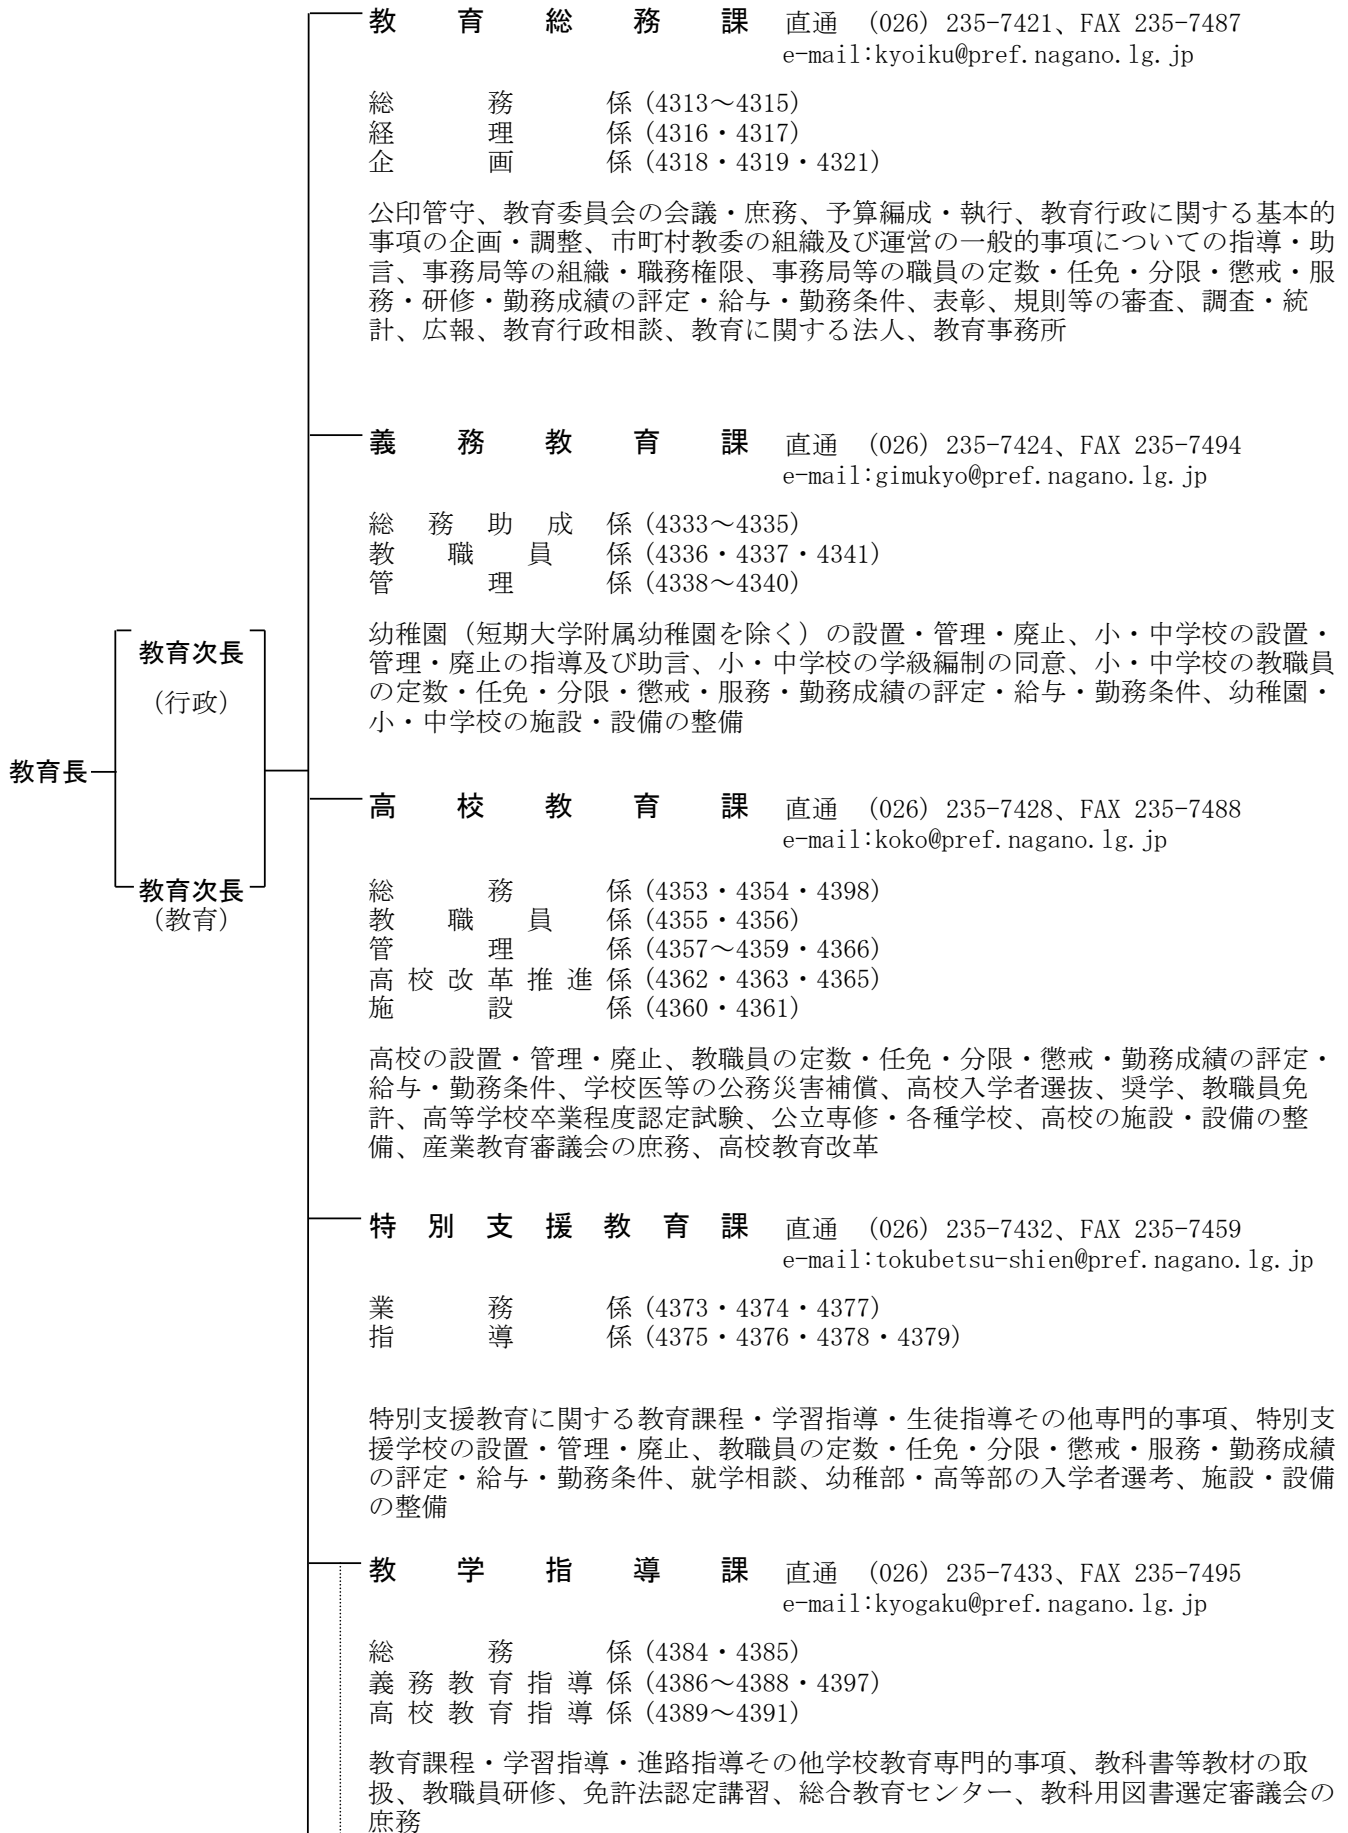 教育総務課 直通 (026) 235-7421、FAX 235-7487
e-mail:kyoiku@pref.nagano.lg.jp
総務係(4313～4315)
経理係(4316・4317)
企画係(4318・4319・4321)
公印管守、教育委員会の会議・庶務、予算編成・執行、教育行政に関する基本的
事項の企画・調整、市町村教委の組織及び運営の一般的事項についての指導・助
言、事務局等の組織・職務権限、事務局等の職員の定数・任免・分限・懲戒・服
務・研修・勤務成績の評定・給与・勤務条件、表彰、規則等の審査、調査・統
計、広報、教育行政相談、教育に関する法人、教育事務所
義務教育課 直通 (026) 235-7424、FAX 235-7494
e-mail:gimukyo@pref.nagano.lg.jp
総務助成係(4333～4335)
教職員係(4336・4337・4341)
管理係(4338～4340)
幼稚園（短期大学附属幼稚園を除く）の設置・管理・廃止、小・中学校の設置・
管理・廃止の指導及び助言、小・中学校の学級編制の同意、小・中学校の教職員
の定数・任免・分限・懲戒・服務・勤務成績の評定・給与・勤務条件、幼稚園・
小・中学校の施設・設備の整備
教育次長
（行政）
教育長
教育次長
（教育）
高校教育課 直通 (026) 235-7428、FAX 235-7488
e-mail:koko@pref.nagano.lg.jp
総務係(4353・4354・4398)
教職員係(4355・4356)
管理係(4357～4359・4366)
高校改革推進係(4362・4363・4365)
施設係(4360・4361)
高校の設置・管理・廃止、教職員の定数・任免・分限・懲戒・勤務成績の評定・
給与・勤務条件、学校医等の公務災害補償、高校入学者選抜、奨学、教職員免
許、高等学校卒業程度認定試験、公立専修・各種学校、高校の施設・設備の整
備、産業教育審議会の庶務、高校教育改革
特別支援教育課 直通 (026) 235-7432、FAX 235-7459
e-mail:tokubetsu-shien@pref.nagano.lg.jp
業務係(4373・4374・4377)
指導係(4375・4376・4378・4379)
特別支援教育に関する教育課程・学習指導・生徒指導その他専門的事項、特別支
援学校の設置・管理・廃止、教職員の定数・任免・分限・懲戒・服務・勤務成績
の評定・給与・勤務条件、就学相談、幼稚部・高等部の入学者選考、施設・設備
の整備
教学指導課 直通 (026) 235-7433、FAX 235-7495
e-mail:kyogaku@pref.nagano.lg.jp
総務係(4384・4385)
義務教育指導係(4386～4388・4397)
高校教育指導係(4389～4391)
教育課程・学習指導・進路指導その他学校教育専門的事項、教科書等教材の取
扱、教職員研修、免許法認定講習、総合教育センター、教科用図書選定審議会の
庶務